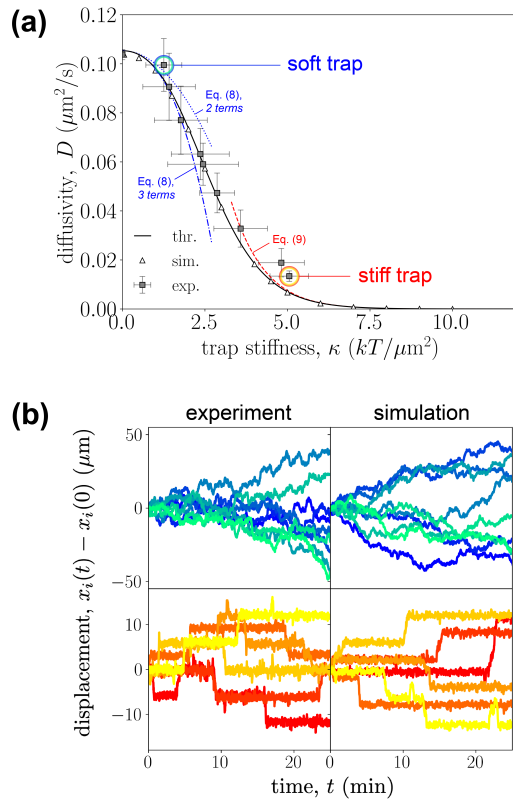 (a)
0.10
0.08
0.06
0.04
0.02
0.00
diffusivity, D (μm²/s)
soft trap
Eq. (8),
2 terms
Eq. (8),
3 terms
Eq. (9)
stiff trap
thr.
sim.
exp.
0.0 2.5 5.0 7.5 10.0
trap stiffness, κ (kT/μm²)
(b)
experiment simulation
50
0
−50
10
0
−10
displacement, xᵢ(t) − xᵢ(0) (μm)
0 10 20 0 10 20
time, t (min)